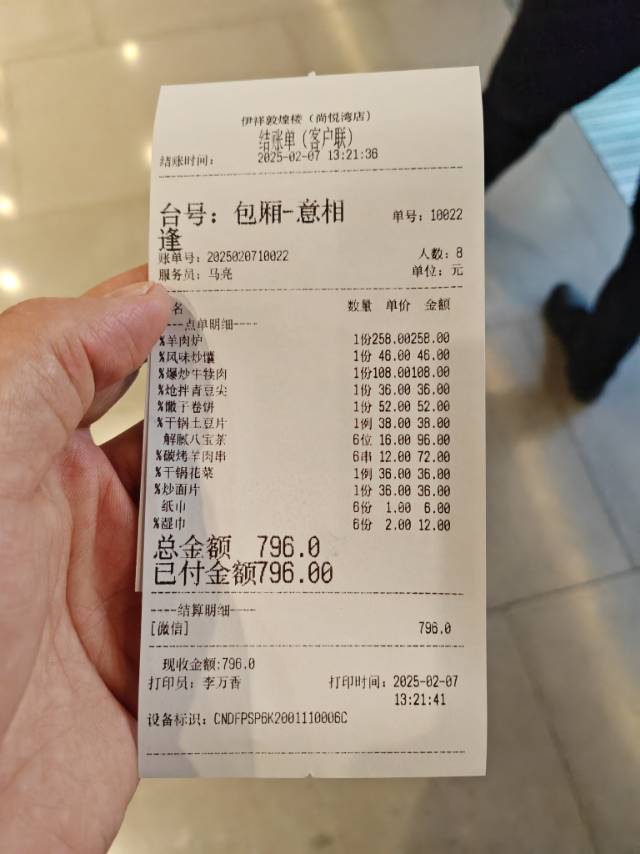 伊祥敦煌楼（尚悦湾店）
结账单（客户联）
结账时间： 2025-02-07 13:21:36
台号：包厢-意相逢
单号：10022
账单号：2025020710022 人数：8
服务员：马亮 单位：元
名 数量 单价 金额
----点单明细----
%羊肉炉 1份258.00258.00
%风味炒馕 1份 46.00 46.00
%爆炒牛犊肉 1份108.00108.00
%炝拌青豆尖 1份 36.00 36.00
%馓子卷饼 1份 52.00 52.00
%干锅土豆片 1例 38.00 38.00
解腻八宝茶 6位 16.00 96.00
%碳烤羊肉串 6串 12.00 72.00
%干锅花菜 1例 36.00 36.00
%炒面片 1份 36.00 36.00
纸巾 6份 1.00 6.00
%湿巾 6份 2.00 12.00
总金额 796.0
已付金额796.00
----结算明细----
[微信] 796.0
现收金额:796.0
打印员：李万香 打印时间：2025-02-07
13:21:41
设备标识：CNDFPSP6K2001110006C